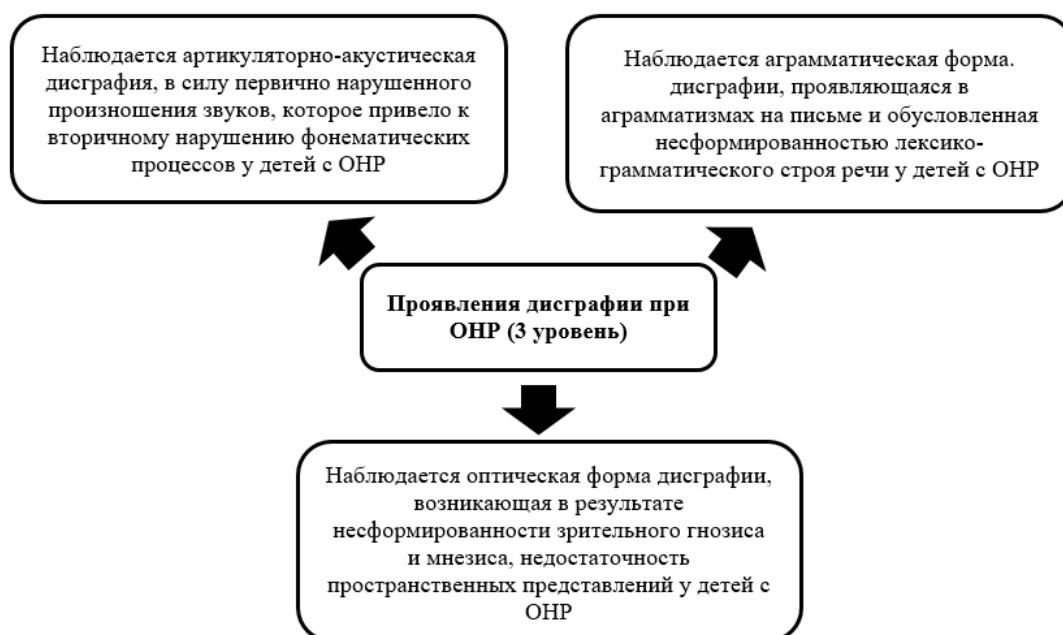 Наблюдается артикуляторно-акустическая
дисграфия, в силу первично нарушенного
произношения звуков, которое привело к
вторичному нарушению фонематических
процессов у детей с ОНР
Наблюдается аграмматическая форма.
дисграфии, проявляющаяся в
аграмматизмах на письме и обусловленная
несформированностью лексико-
грамматического строя речи у детей с ОНР
Проявления дисграфии при
ОНР (3 уровень)
Наблюдается оптическая форма дисграфии,
возникающая в результате
несформированности зрительного гнозиса
и мнезиса, недостаточность
пространственных представлений у детей с
ОНР